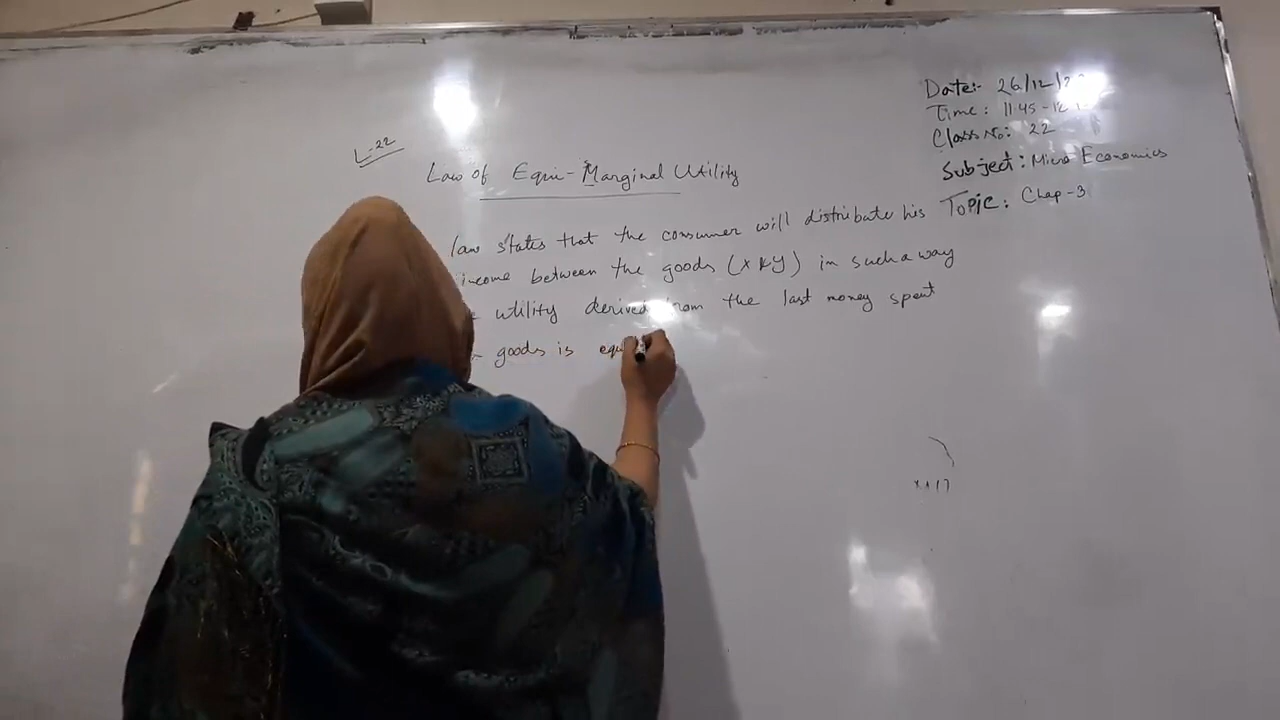 L-22
Law of Equi-Marginal Utility
law states that the consumer will distribute his
income between the goods (X & Y) in such a way
utility derived from the last money spent
goods is equ
Date:- 26/12/2
Time: 11:45-12
Class No: 22
Subject: Micro Economics
Topic: Chap-3